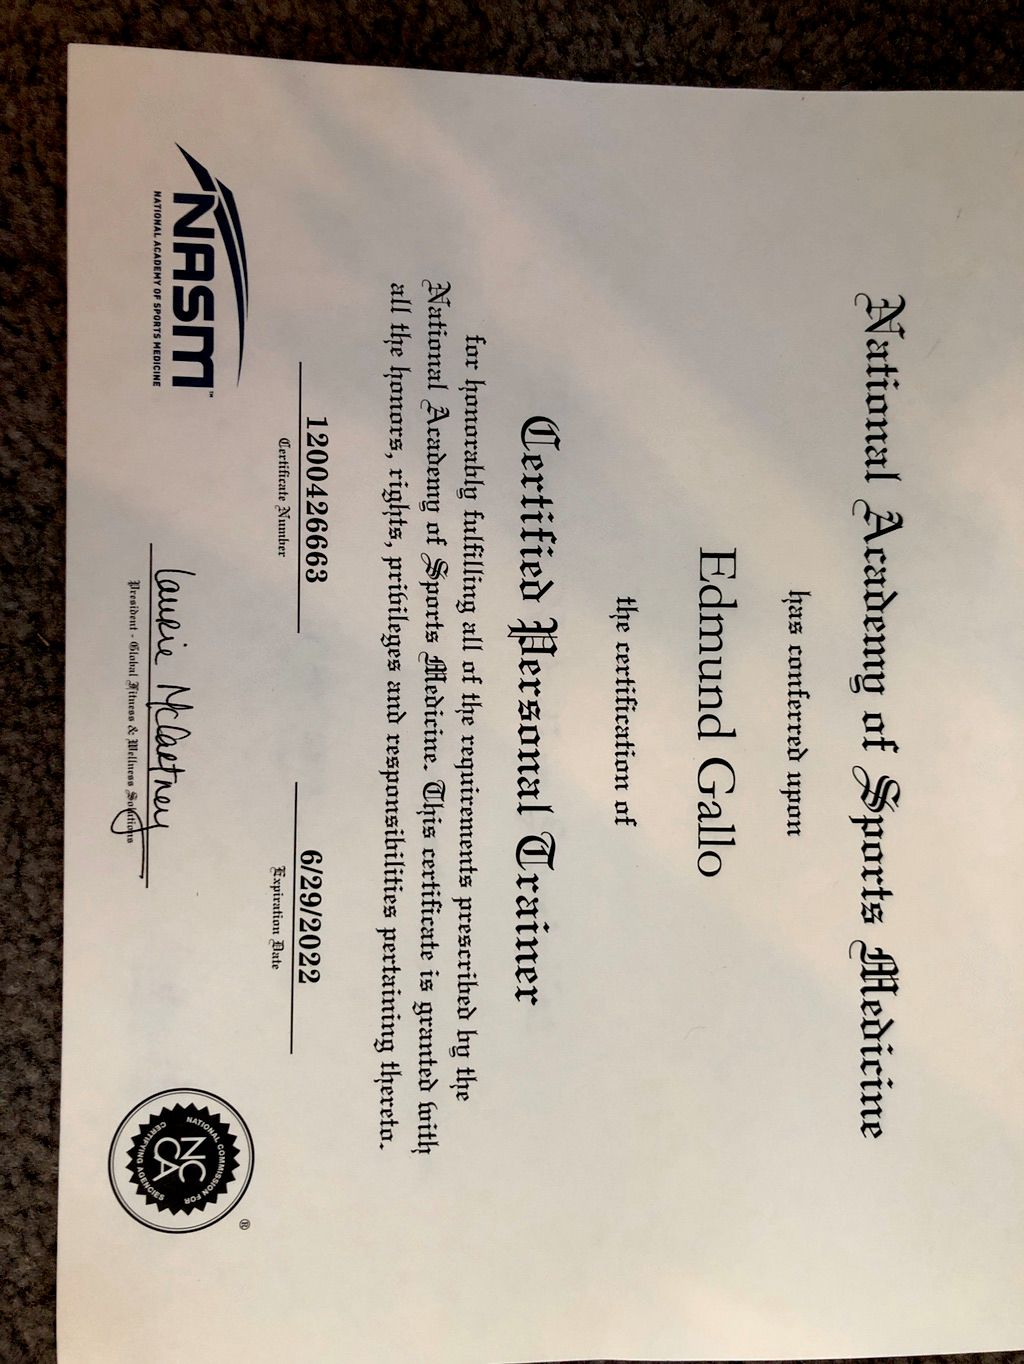 National Academy of Sports Medicine
has conferred upon
Edmund Gallo
the certification of
Certified Personal Trainer
for honorably fulfilling all of the requirements prescribed by the
National Academy of Sports Medicine. This certificate is granted with
all the honors, rights, privileges and responsibilities pertaining thereto.
1200426663
Certificate Number
6/29/2022
Expiration Date
NASM™
NATIONAL ACADEMY OF SPORTS MEDICINE
Laurie McCartney
President - Global Fitness & Wellness Solutions
NATIONAL COMMISSION FOR
NCCA
CERTIFYING AGENCIES
®